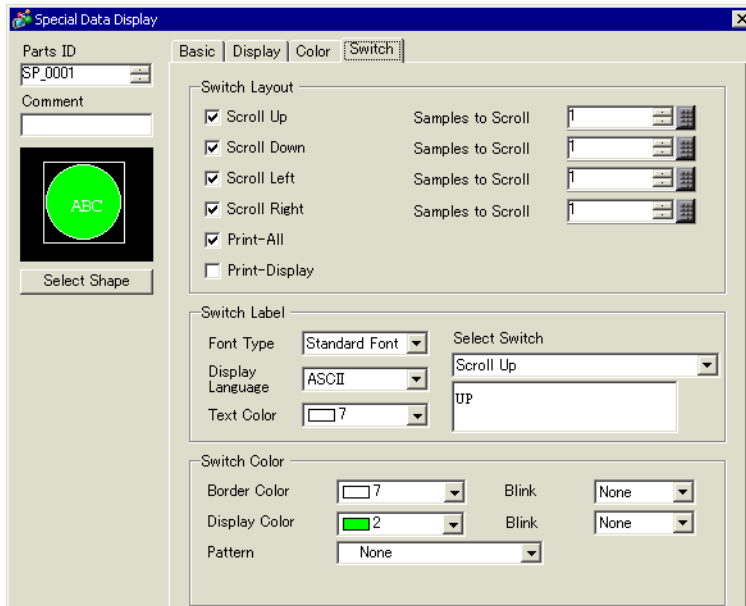 Special Data Display
Parts ID
SP_0001
Comment
ABC
Select Shape
Basic Display Color Switch
Switch Layout
Scroll Up Samples to Scroll 1
Scroll Down Samples to Scroll 1
Scroll Left Samples to Scroll 1
Scroll Right Samples to Scroll 1
Print-All
Print-Display
Switch Label
Font Type Standard Font
Display Language ASCII
Text Color 7
Select Switch
Scroll Up
UP
Switch Color
Border Color 7 Blink None
Display Color 2 Blink None
Pattern None